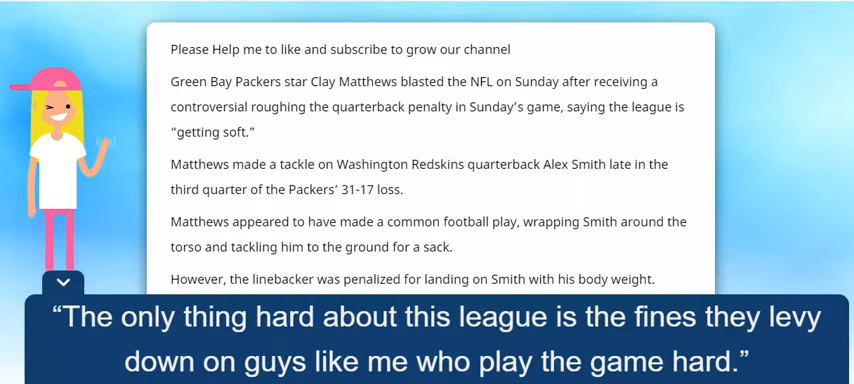 Please Help me to like and subscribe to grow our channel
Green Bay Packers star Clay Matthews blasted the NFL on Sunday after receiving a
controversial roughing the quarterback penalty in Sunday’s game, saying the league is
“getting soft.”
Matthews made a tackle on Washington Redskins quarterback Alex Smith late in the
third quarter of the Packers’ 31-17 loss.
Matthews appeared to have made a common football play, wrapping Smith around the
torso and tackling him to the ground for a sack.
However, the linebacker was penalized for landing on Smith with his body weight.
“The only thing hard about this league is the fines they levy
down on guys like me who play the game hard.”